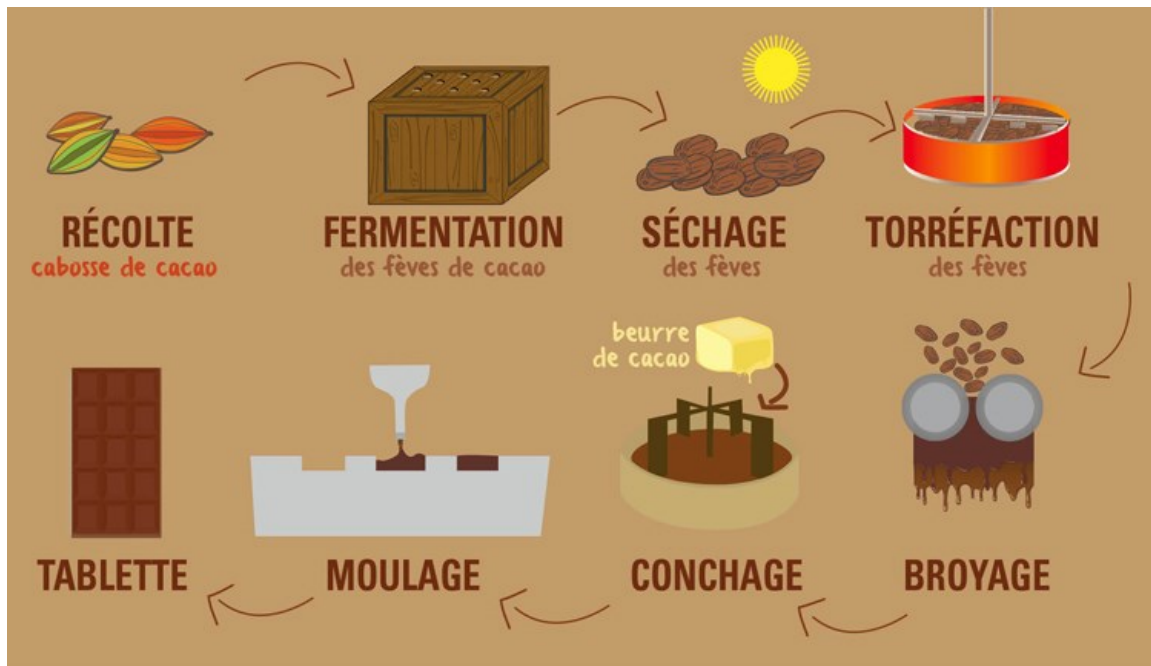 RÉCOLTE
cabosse de cacao
FERMENTATION
des fèves de cacao
SÉCHAGE
des fèves
TORRÉFACTION
des fèves
BROYAGE
beurre
de cacao
CONCHAGE
MOULAGE
TABLETTE